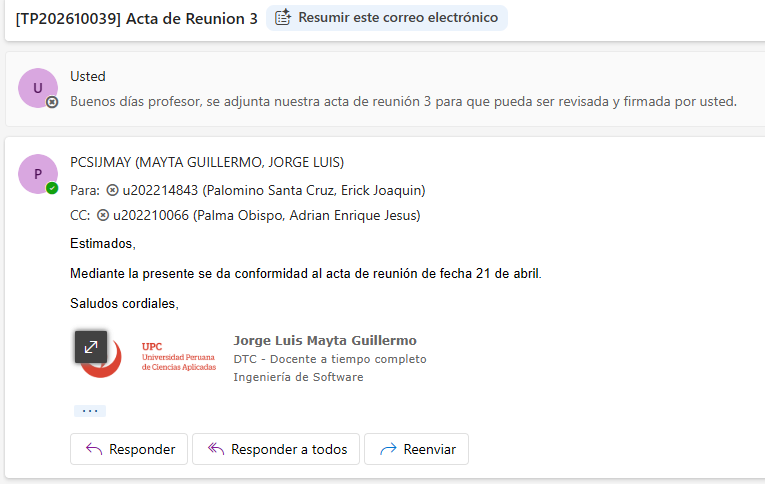 [TP202610039] Acta de Reunion 3 Resumir este correo electrónico
U
Usted
Buenos días profesor, se adjunta nuestra acta de reunión 3 para que pueda ser revisada y firmada por usted.
P
PCSIJMAY (MAYTA GUILLERMO, JORGE LUIS)
Para: u202214843 (Palomino Santa Cruz, Erick Joaquin)
CC: u202210066 (Palma Obispo, Adrian Enrique Jesus)
Estimados,
Mediante la presente se da conformidad al acta de reunión de fecha 21 de abril.
Saludos cordiales,
UPC
Universidad Peruana
de Ciencias Aplicadas
Jorge Luis Mayta Guillermo
DTC - Docente a tiempo completo
Ingeniería de Software
...
Responder Responder a todos Reenviar